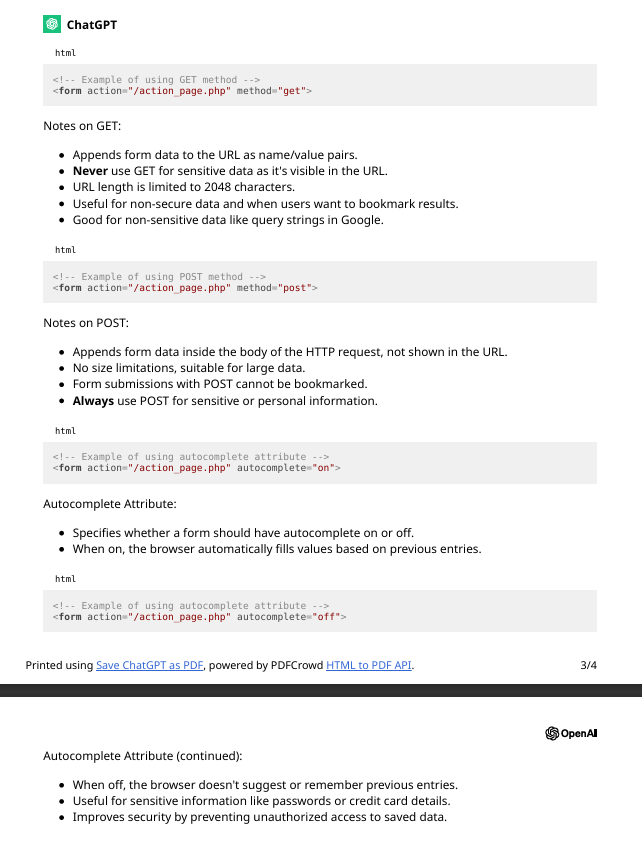 ChatGPT
html
<!-- Example of using GET method -->
<form action="/action_page.php" method="get">
Notes on GET:
Appends form data to the URL as name/value pairs.
Never use GET for sensitive data as it's visible in the URL.
URL length is limited to 2048 characters.
Useful for non-secure data and when users want to bookmark results.
Good for non-sensitive data like query strings in Google.
html
<!-- Example of using POST method -->
<form action="/action_page.php" method="post">
Notes on POST:
Appends form data inside the body of the HTTP request, not shown in the URL.
No size limitations, suitable for large data.
Form submissions with POST cannot be bookmarked.
Always use POST for sensitive or personal information.
html
<!-- Example of using autocomplete attribute -->
<form action="/action_page.php" autocomplete="on">
Autocomplete Attribute:
Specifies whether a form should have autocomplete on or off.
When on, the browser automatically fills values based on previous entries.
html
<!-- Example of using autocomplete attribute -->
<form action="/action_page.php" autocomplete="off">
Printed using Save ChatGPT as PDF, powered by PDFCrowd HTML to PDF API. 3/4
OpenAI
Autocomplete Attribute (continued):
When off, the browser doesn't suggest or remember previous entries.
Useful for sensitive information like passwords or credit card details.
Improves security by preventing unauthorized access to saved data.